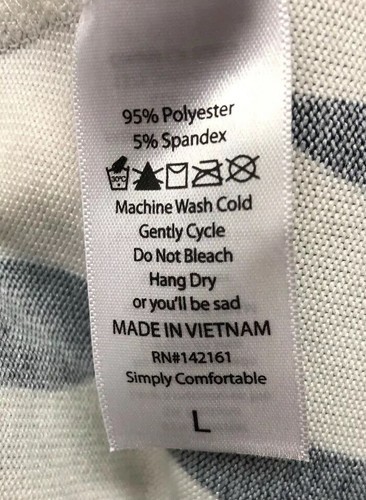 95% Polyester
5% Spandex
30°C
Machine Wash Cold
Gently Cycle
Do Not Bleach
Hang Dry
or you'll be sad
MADE IN VIETNAM
RN#142161
Simply Comfortable
L